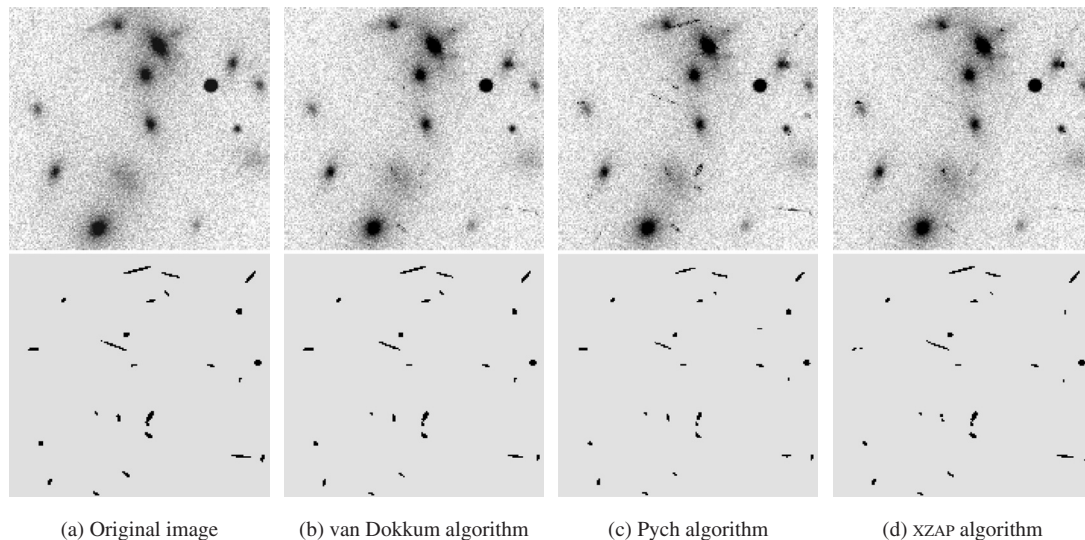 (a) Original image
(b) van Dokkum algorithm
(c) Pych algorithm
(d) XZAP algorithm